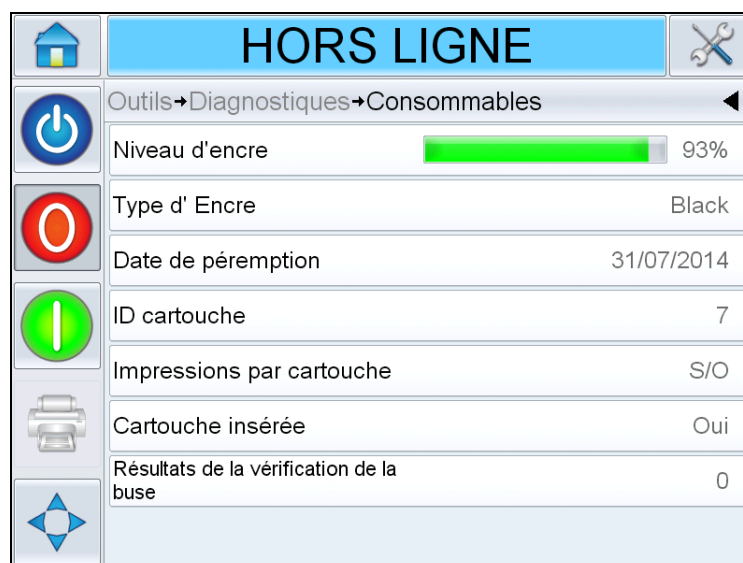 HORS LIGNE
Outils→Diagnostiques→Consommables
Niveau d'encre 93%
Type d' Encre Black
Date de péremption 31/07/2014
ID cartouche 7
Impressions par cartouche S/O
Cartouche insérée Oui
Résultats de la vérification de la
buse 0